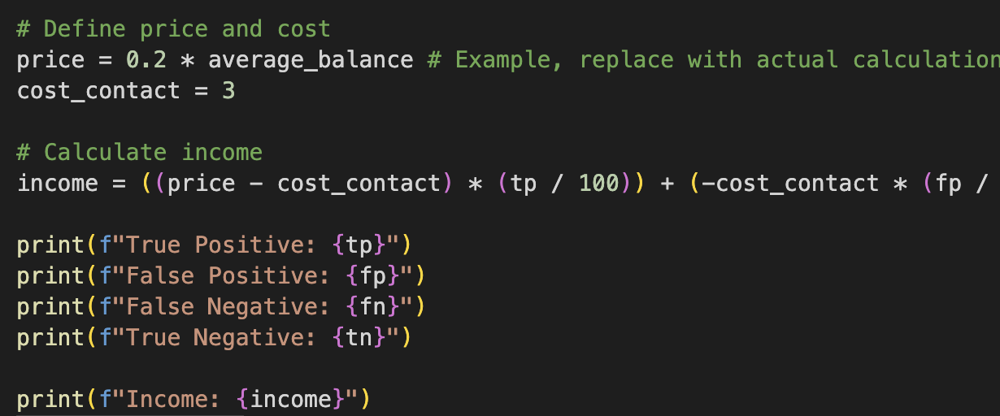 # Define price and cost
price = 0.2 * average_balance # Example, replace with actual calculation
cost_contact = 3
# Calculate income
income = ((price - cost_contact) * (tp / 100)) + (-cost_contact * (fp /
print(f"True Positive: {tp}")
print(f"False Positive: {fp}")
print(f"False Negative: {fn}")
print(f"True Negative: {tn}")
print(f"Income: {income}")